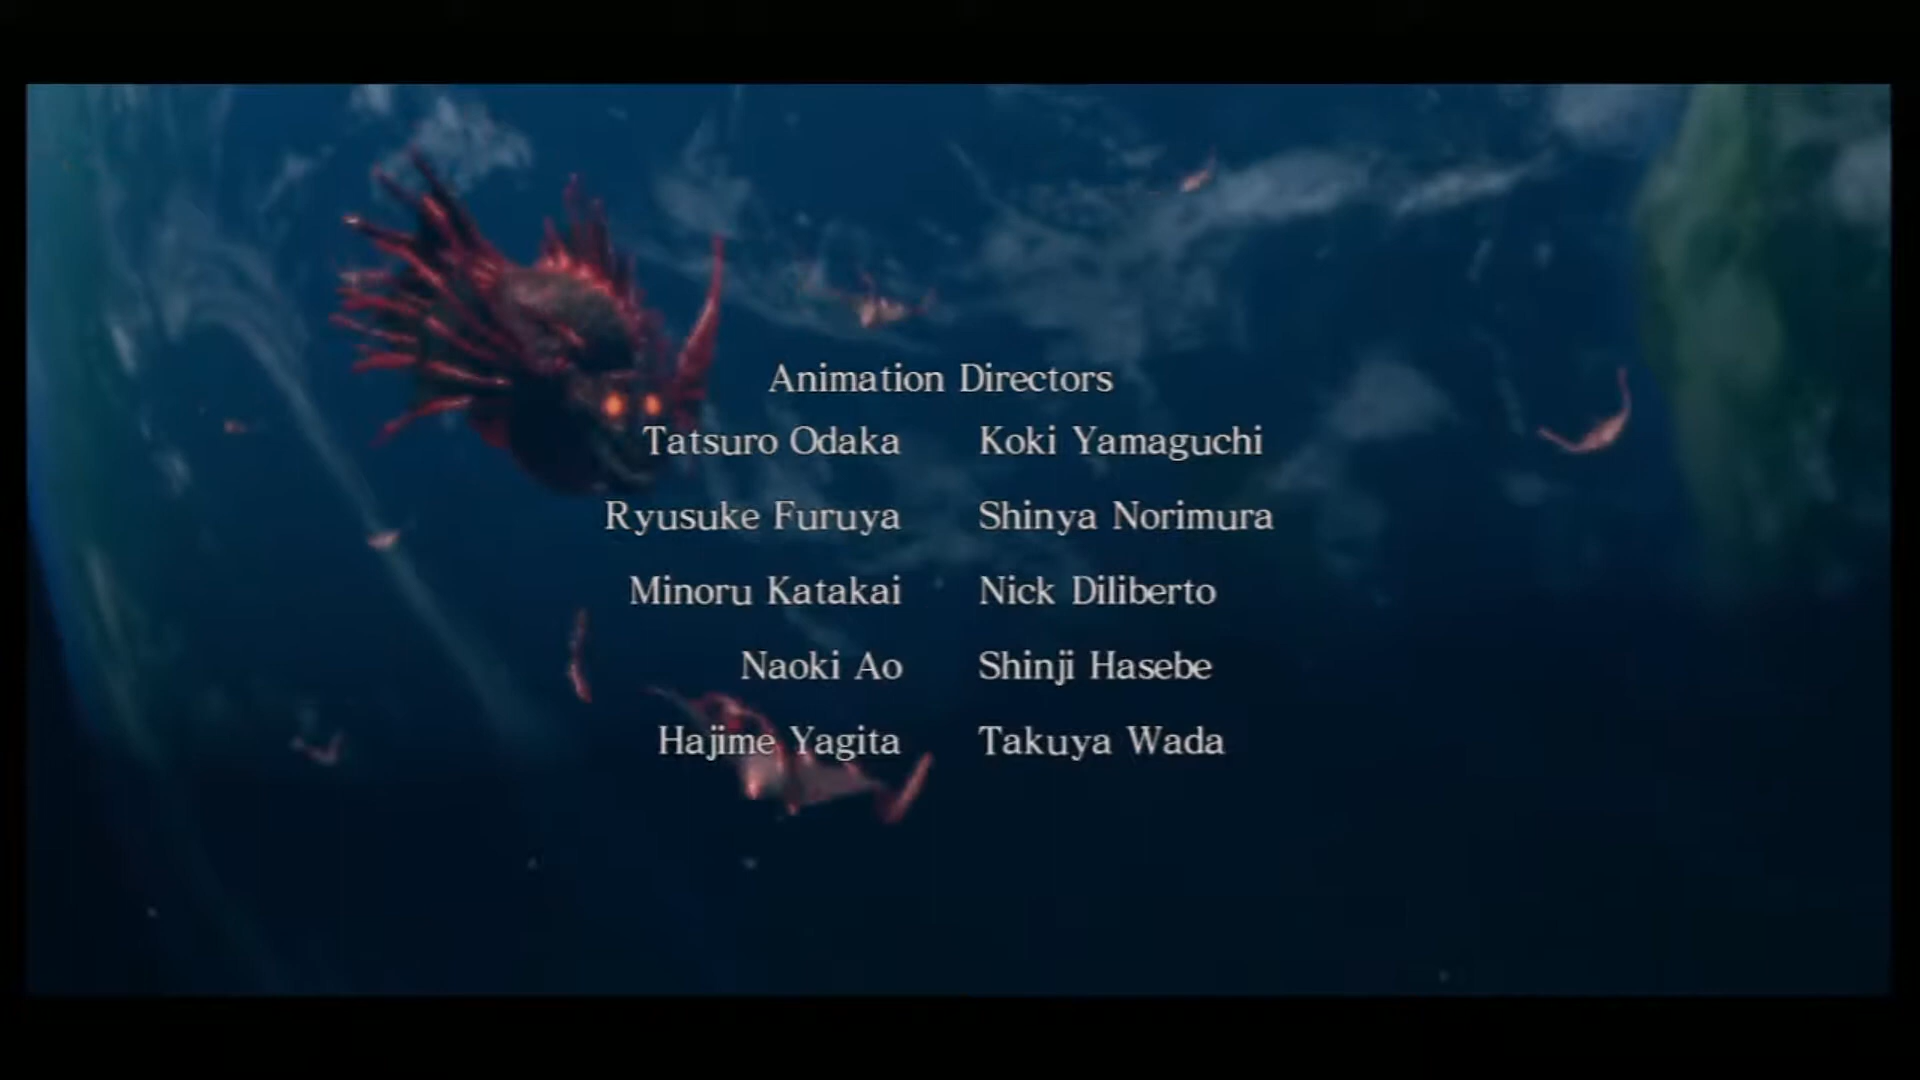 Animation Directors
Tatsuro Odaka Koki Yamaguchi
Ryusuke Furuya Shinya Norimura
Minoru Katakai Nick Diliberto
Naoki Ao Shinji Hasebe
Hajime Yagita Takuya Wada